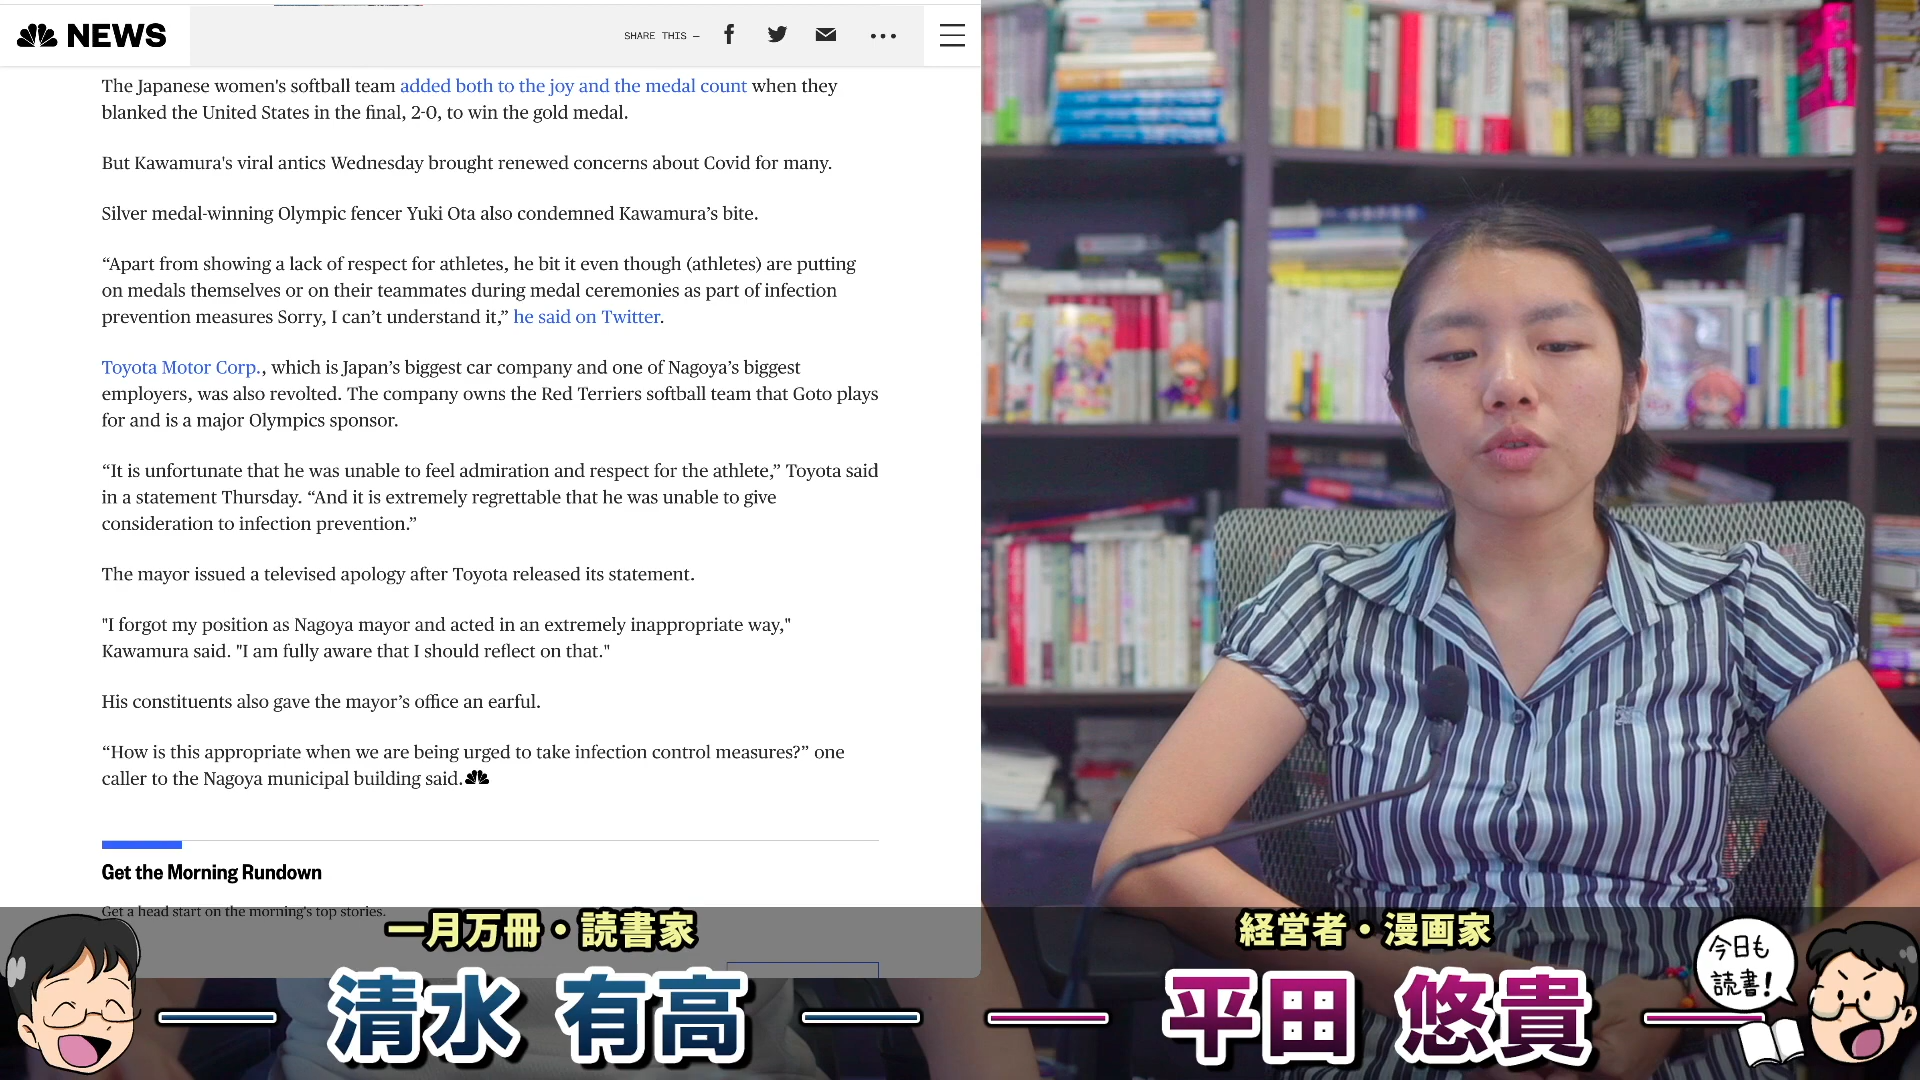 NEWS
SHARE THIS —
The Japanese women's softball team added both to the joy and the medal count when they
blanked the United States in the final, 2-0, to win the gold medal.
But Kawamura's viral antics Wednesday brought renewed concerns about Covid for many.
Silver medal-winning Olympic fencer Yuki Ota also condemned Kawamura’s bite.
“Apart from showing a lack of respect for athletes, he bit it even though (athletes) are putting
on medals themselves or on their teammates during medal ceremonies as part of infection
prevention measures Sorry, I can’t understand it,” he said on Twitter.
Toyota Motor Corp., which is Japan’s biggest car company and one of Nagoya’s biggest
employers, was also revolted. The company owns the Red Terriers softball team that Goto plays
for and is a major Olympics sponsor.
“It is unfortunate that he was unable to feel admiration and respect for the athlete,” Toyota said
in a statement Thursday. “And it is extremely regrettable that he was unable to give
consideration to infection prevention.”
The mayor issued a televised apology after Toyota released its statement.
"I forgot my position as Nagoya mayor and acted in an extremely inappropriate way,"
Kawamura said. "I am fully aware that I should reflect on that."
His constituents also gave the mayor’s office an earful.
“How is this appropriate when we are being urged to take infection control measures?” one
caller to the Nagoya municipal building said.
Get the Morning Rundown
Get a head start on the morning's top stories.
一月万冊・読書家
清水 有高
経営者・漫画家
平田 悠貴
今日も
読書!